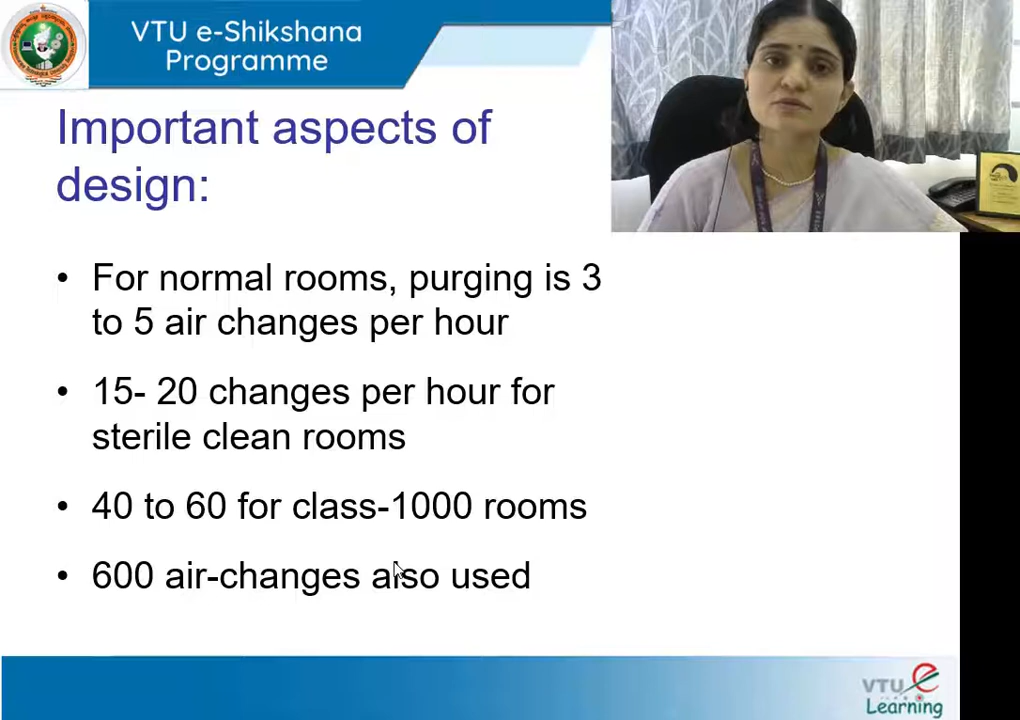 VTU e-Shikshana
Programme
Important aspects of
design:
• For normal rooms, purging is 3
to 5 air changes per hour
• 15- 20 changes per hour for
sterile clean rooms
• 40 to 60 for class-1000 rooms
• 600 air-changes also used
VTU e
Learning